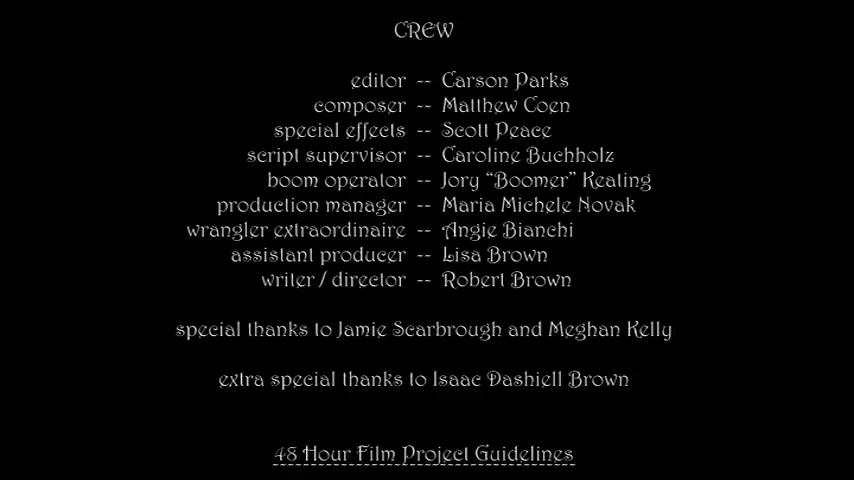 CREW
editor -- Carson Parks
composer -- Matthew Coen
special effects -- Scott Peace
script supervisor -- Caroline Buchholz
boom operator -- Jory “Boomer” Keating
production manager -- Maria Michele Novak
wrangler extraordinaire -- Angie Bianchi
assistant producer -- Lisa Brown
writer / director -- Robert Brown
special thanks to Jamie Scarbrough and Meghan Kelly
extra special thanks to Isaac Dashiell Brown
48 Hour Film Project Guidelines